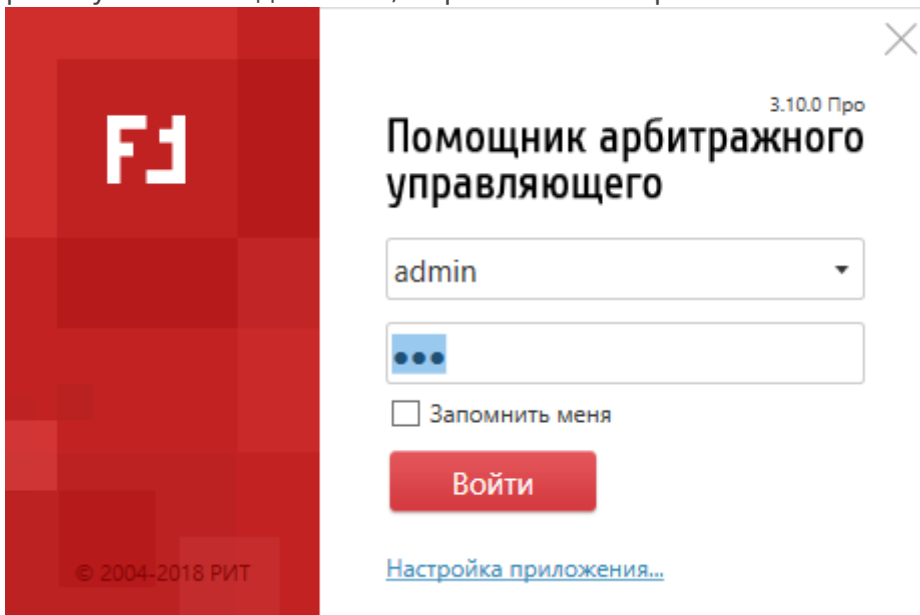 3.10.0 Про
Помощник арбитражного
управляющего
admin
•••
Запомнить меня
Войти
Настройка приложения...
© 2004-2018 РИТ